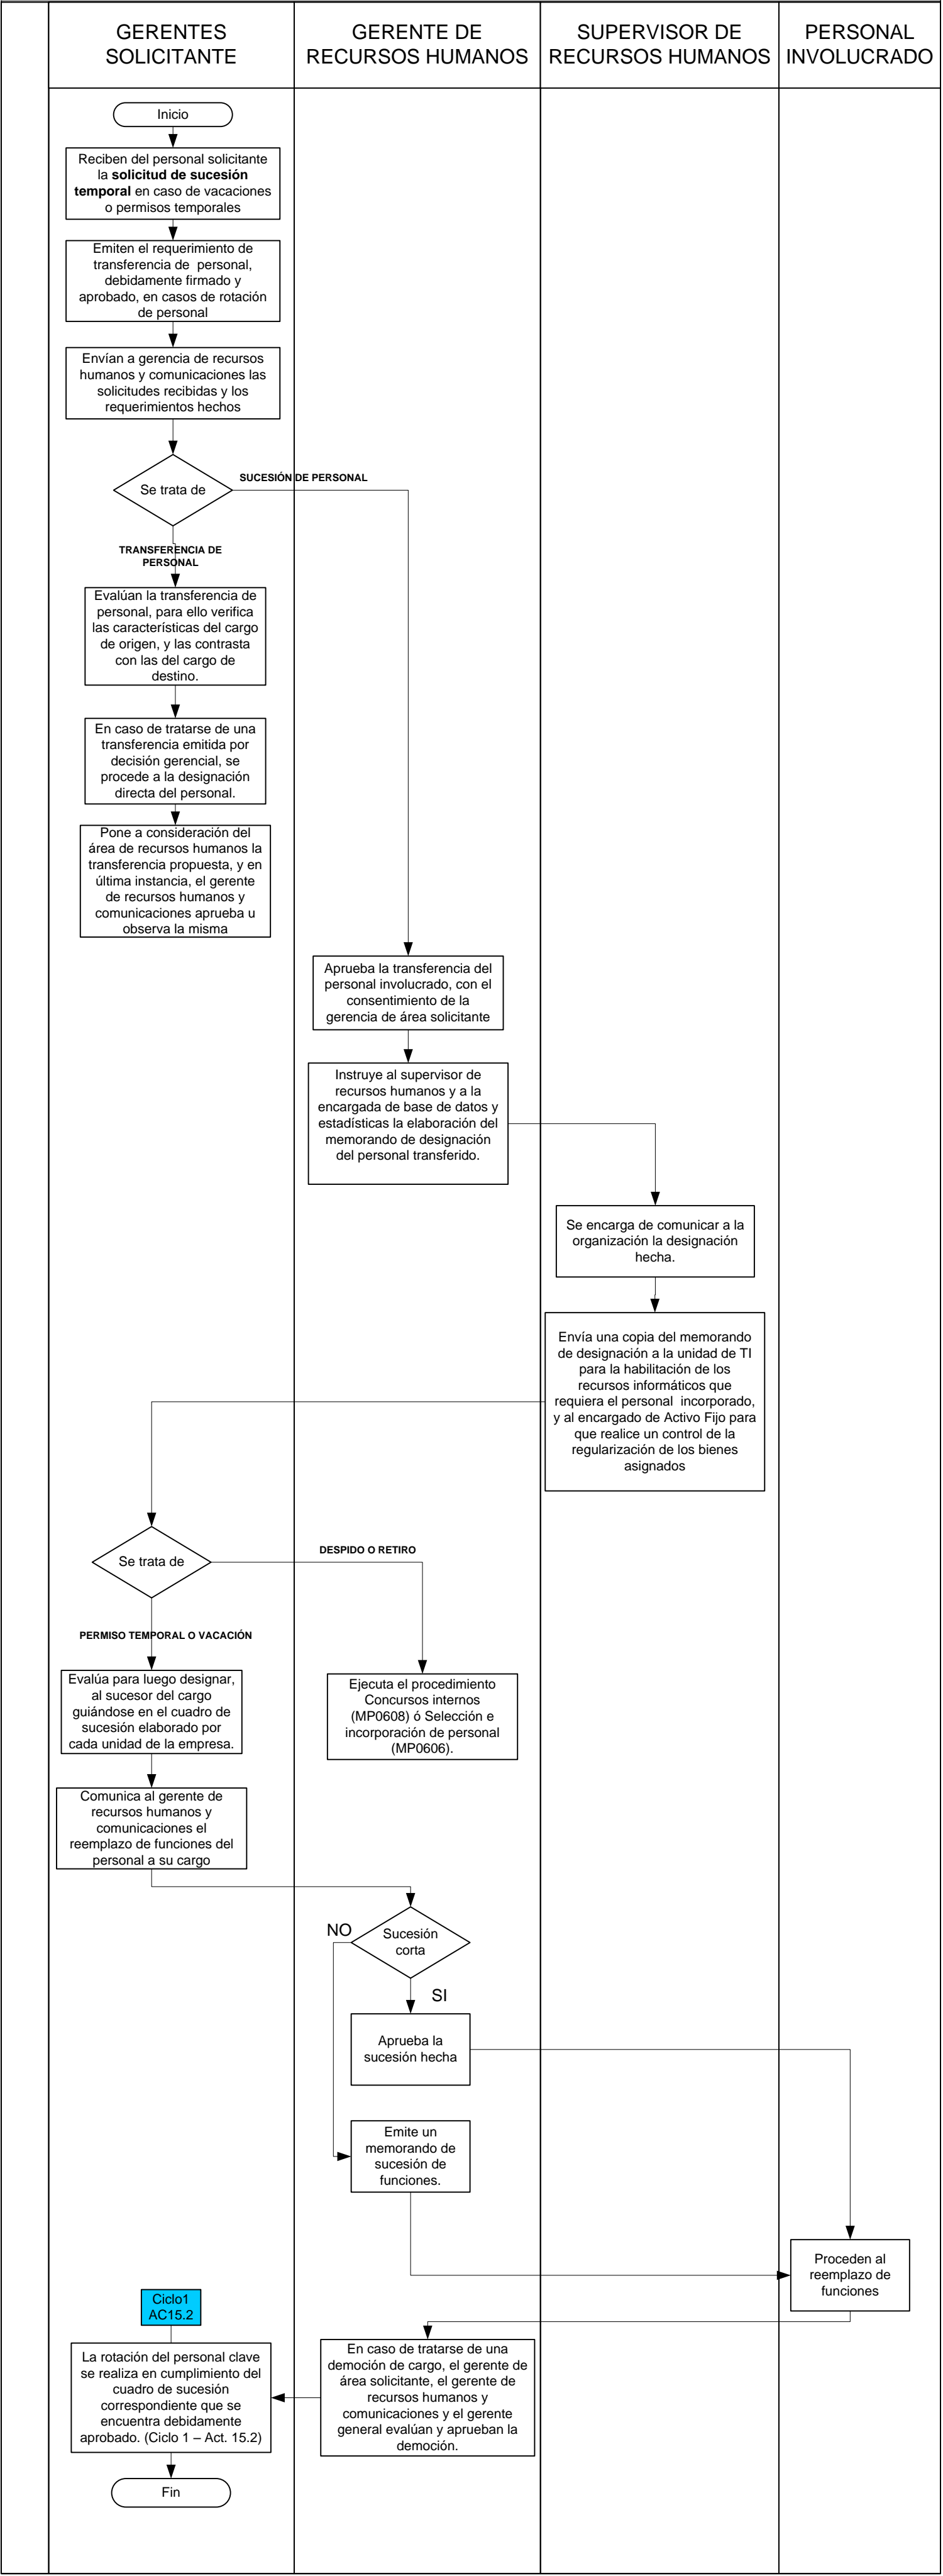 GERENTES
SOLICITANTE
GERENTE DE
RECURSOS HUMANOS
SUPERVISOR DE
RECURSOS HUMANOS
PERSONAL
INVOLUCRADO
Inicio
Reciben del personal solicitante
la solicitud de sucesión
temporal en caso de vacaciones
o permisos temporales
Emiten el requerimiento de
transferencia de personal,
debidamente firmado y
aprobado, en casos de rotación
de personal
Envían a gerencia de recursos
humanos y comunicaciones las
solicitudes recibidas y los
requerimientos hechos
Se trata de
SUCESIÓN DE PERSONAL
TRANSFERENCIA DE
PERSONAL
Evalúan la transferencia de
personal, para ello verifica
las características del cargo
de origen, y las contrasta
con las del cargo de
destino.
En caso de tratarse de una
transferencia emitida por
decisión gerencial, se
procede a la designación
directa del personal.
Pone a consideración del
área de recursos humanos la
transferencia propuesta, y en
última instancia, el gerente
de recursos humanos y
comunicaciones aprueba u
observa la misma
Aprueba la transferencia del
personal involucrado, con el
consentimiento de la
gerencia de área solicitante
Instruye al supervisor de
recursos humanos y a la
encargada de base de datos y
estadísticas la elaboración del
memorando de designación
del personal transferido.
Se encarga de comunicar a la
organización la designación
hecha.
Envía una copia del memorando
de designación a la unidad de TI
para la habilitación de los
recursos informáticos que
requiera el personal incorporado,
y al encargado de Activo Fijo para
que realice un control de la
regularización de los bienes
asignados
Se trata de
DESPIDO O RETIRO
PERMISO TEMPORAL O VACACIÓN
Evalúa para luego designar,
al sucesor del cargo
guiándose en el cuadro de
sucesión elaborado por
cada unidad de la empresa.
Ejecuta el procedimiento
Concursos internos
(MP0608) ó Selección e
incorporación de personal
(MP0606).
Comunica al gerente de
recursos humanos y
comunicaciones el
reemplazo de funciones del
personal a su cargo
NO
Sucesión
corta
SI
Aprueba la
sucesión hecha
Emite un
memorando de
sucesión de
funciones.
Proceden al
reemplazo de
funciones
Ciclo1
AC15.2
La rotación del personal clave
se realiza en cumplimiento del
cuadro de sucesión
correspondiente que se
encuentra debidamente
aprobado. (Ciclo 1 – Act. 15.2)
En caso de tratarse de una
democión de cargo, el gerente de
área solicitante, el gerente de
recursos humanos y
comunicaciones y el gerente
general evalúan y aprueban la
democión.
Fin